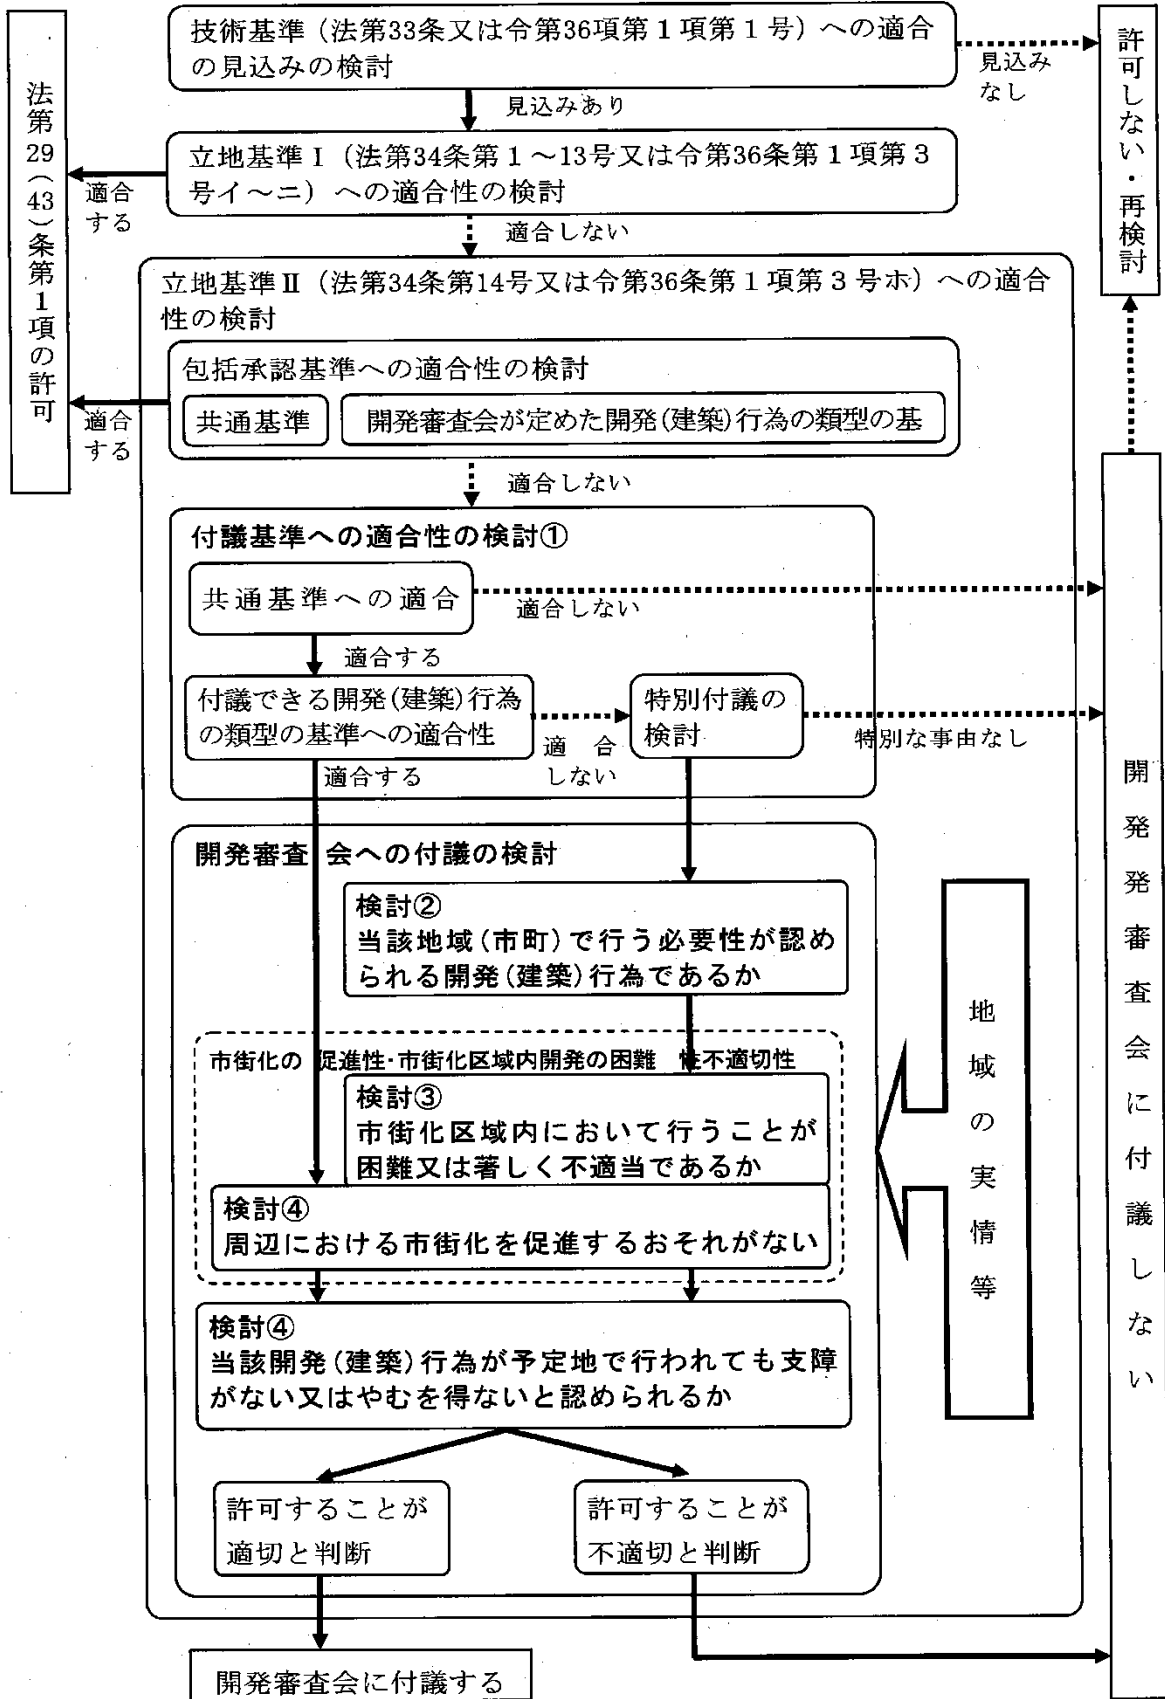 技術基準（法第33条又は令第36項第１項第１号）への適合
の見込みの検討
見込み
なし
許可しない・再検討
見込みあり
法第29（43）条第１項の許可
立地基準Ⅰ（法第34条第１～13号又は令第36条第１項第３
号イ～ニ）への適合性の検討
適合
する
適合しない
立地基準Ⅱ（法第34条第14号又は令第36条第１項第３号ホ）への適合
性の検討
包括承認基準への適合性の検討
共通基準
開発審査会が定めた開発(建築)行為の類型の基
適合
する
適合しない
付議基準への適合性の検討①
共通基準への適合
適合しない
適合する
付議できる開発(建築)行為
の類型の基準への適合性
適合
しない
特別付議の
検討
特別な事由なし
適合する
開発発審査会に付議しない
開発審査 会への付議の検討
検討②
当該地域(市町)で行う必要性が認め
られる開発(建築)行為であるか
地域の実情等
市街化の 促進性･市街化区域内開発の困難 性不適切性
検討③
市街化区域内において行うことが
困難又は著しく不適当であるか
検討④
周辺における市街化を促進するおそれがない
検討④
当該開発(建築)行為が予定地で行われても支障
がない又はやむを得ないと認められるか
許可することが
適切と判断
許可することが
不適切と判断
開発審査会に付議する